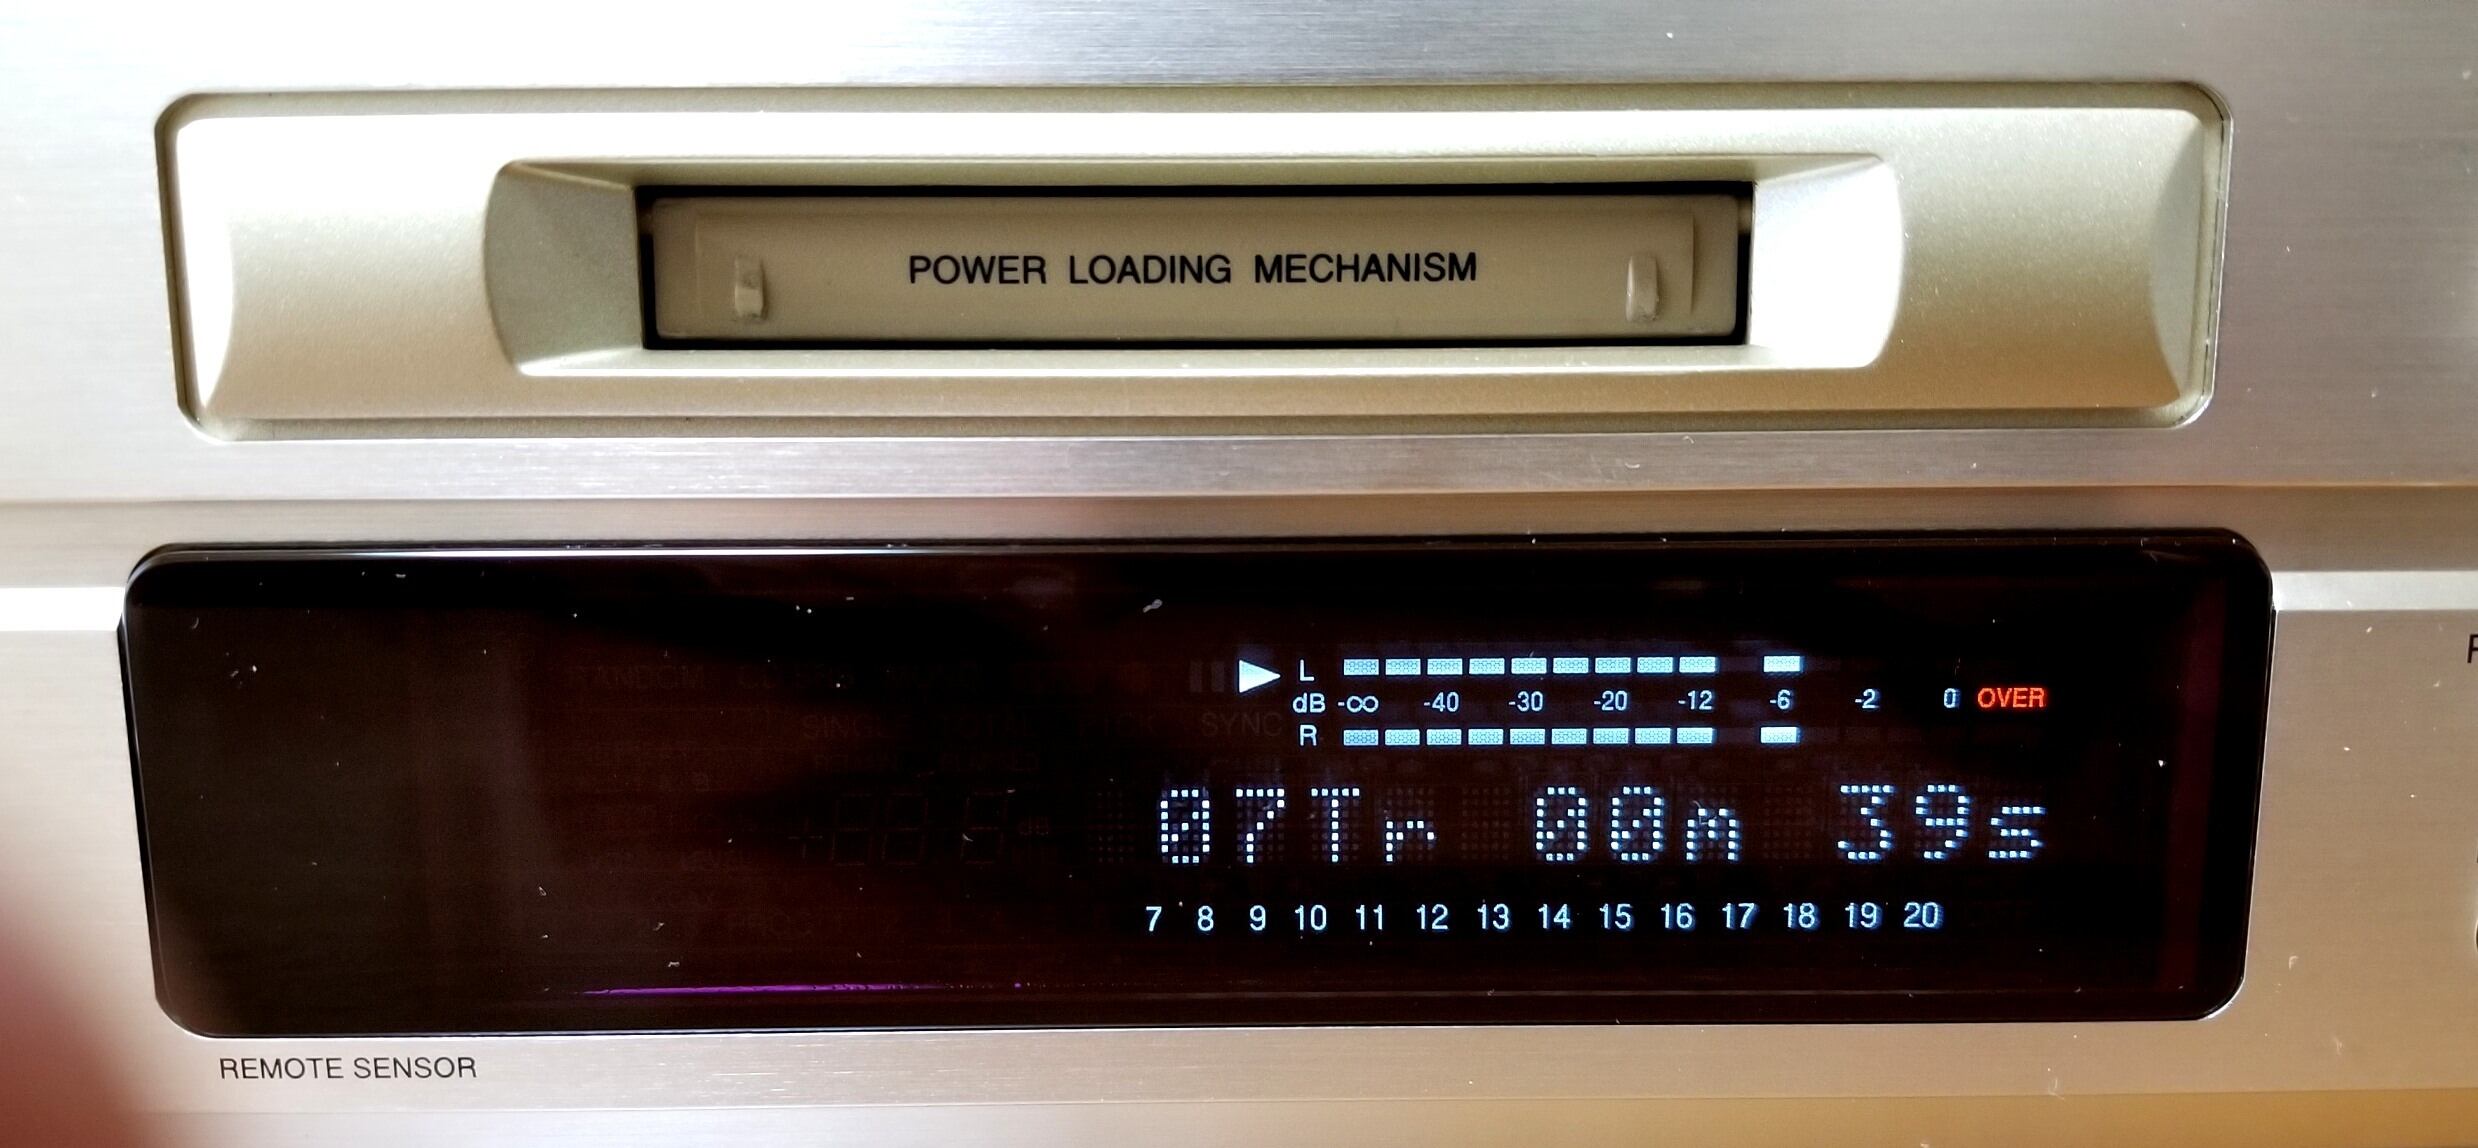 POWER LOADING MECHANISM
L
dB -∞ -40 -30 -20 -12 -6 -2 0 OVER
R
SYNC
07Tr 00m 39s
7 8 9 10 11 12 13 14 15 16 17 18 19 20
REMOTE SENSOR